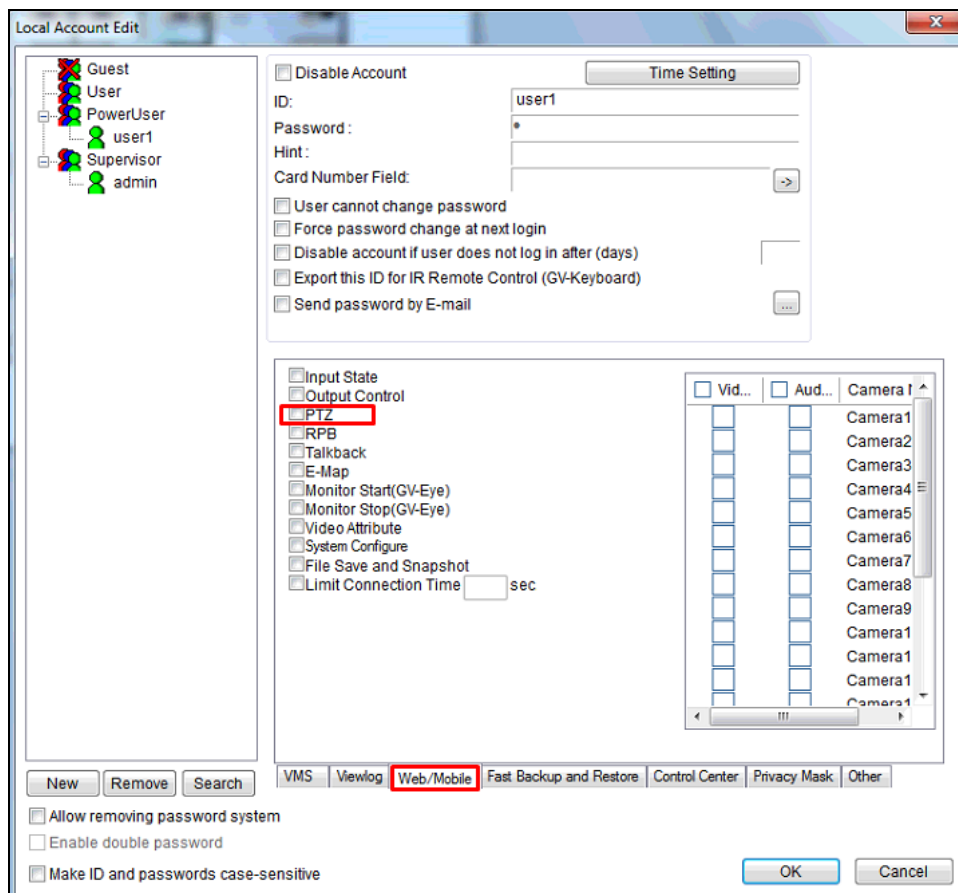 Local Account Edit
Guest
User
PowerUser
user1
Supervisor
admin
Disable Account
Time Setting
ID:
user1
Password :
Hint :
Card Number Field:
->
User cannot change password
Force password change at next login
Disable account if user does not log in after (days)
Export this ID for IR Remote Control (GV-Keyboard)
Send password by E-mail
...
Input State
Output Control
PTZ
RPB
Talkback
E-Map
Monitor Start(GV-Eye)
Monitor Stop(GV-Eye)
Video Attribute
System Configure
File Save and Snapshot
Limit Connection Time sec
Vid... Aud... Camera
Camera1
Camera2
Camera3
Camera4
Camera5
Camera6
Camera7
Camera8
Camera9
Camera1
Camera1
Camera1
Camera1
VMS Viewlog Web/Mobile Fast Backup and Restore Control Center Privacy Mask Other
New Remove Search
Allow removing password system
Enable double password
Make ID and passwords case-sensitive
OK Cancel